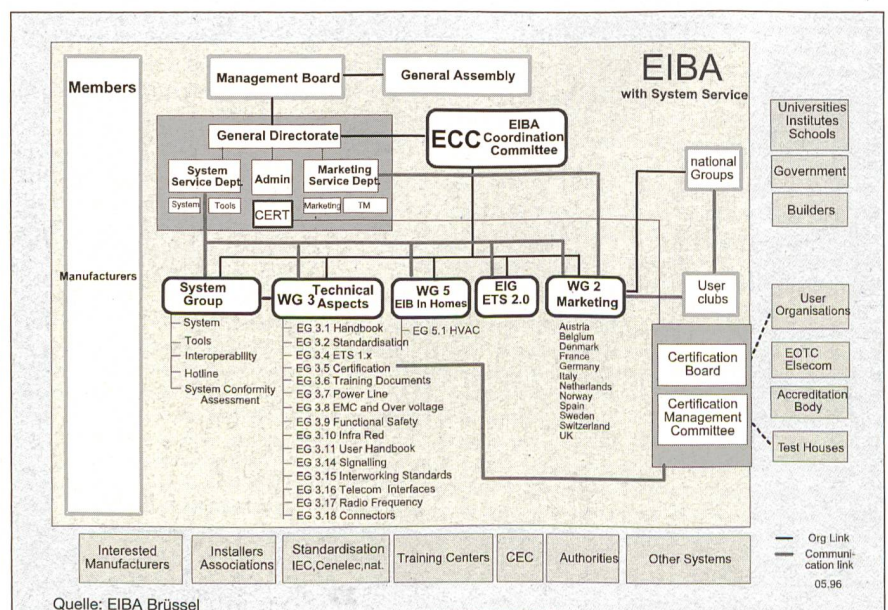 EIBA
with System Service
Members
Manufacturers
Management Board
General Assembly
General Directorate
ECC
EIBA
Coordination
Committee
System
Service Dept.
Admin
Marketing
Service Dept.
System
Tools
CERT
Marketing
TM
national
Groups
User
clubs
System
Group
WG 3
Technical
Aspects
WG 5
EIB In Homes
EIG
ETS 2.0
WG 2
Marketing
System
Tools
Interoperability
Hotline
System Conformity
Assessment
EG 3.1 Handbook
EG 3.2 Standardisation
EG 3.4 ETS 1.x
EG 3.5 Certification
EG 3.6 Training Documents
EG 3.7 Power Line
EG 3.8 EMC and Over voltage
EG 3.9 Functional Safety
EG 3.10 Infra Red
EG 3.11 User Handbook
EG 3.14 Signalling
EG 3.15 Interworking Standards
EG 3.16 Telecom Interfaces
EG 3.17 Radio Frequency
EG 3.18 Connectors
EG 5.1 HVAC
Austria
Belgium
Denmark
France
Germany
Italy
Netherlands
Norway
Spain
Sweden
Switzerland
UK
Certification
Board
Certification
Management
Committee
Universities
Institutes
Schools
Government
Builders
User
Organisations
EOTC
Elsecom
Accreditation
Body
Test Houses
Interested
Manufacturers
Installers
Associations
Standardisation
IEC,Cenelec,nat.
Training Centers
CEC
Authorities
Other Systems
Org Link
Communi-
cation link
05.96
Quelle: EIBA Brüssel